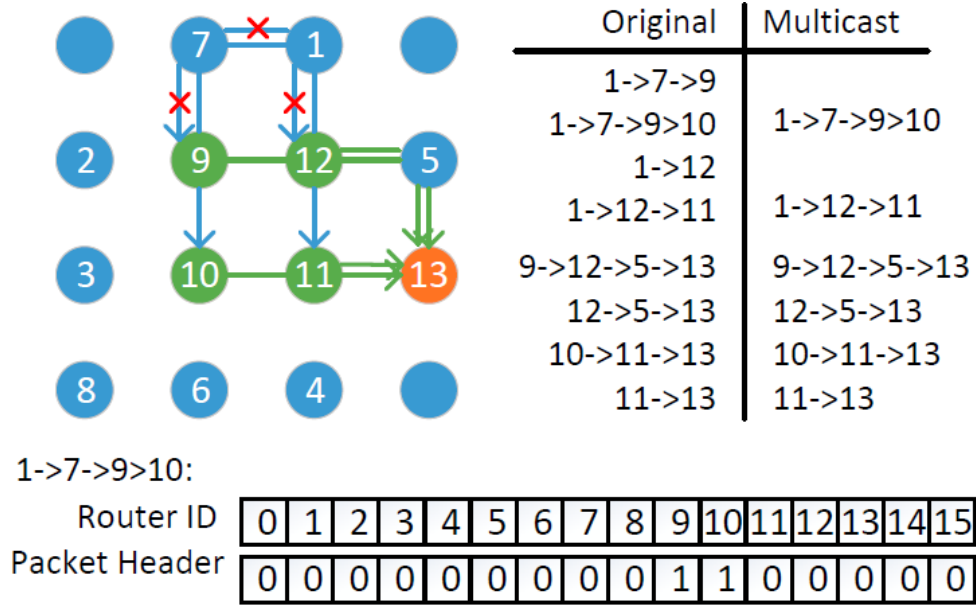 7 1
2 9 12 5
3 10 11 13
8 6 4
Original Multicast
1->7->9
1->7->9>10 1->7->9>10
1->12
1->12->11 1->12->11
9->12->5->13 9->12->5->13
12->5->13 12->5->13
10->11->13 10->11->13
11->13 11->13
1->7->9>10:
Router ID 0 1 2 3 4 5 6 7 8 9 10 11 12 13 14 15
Packet Header 0 0 0 0 0 0 0 0 0 1 1 0 0 0 0 0